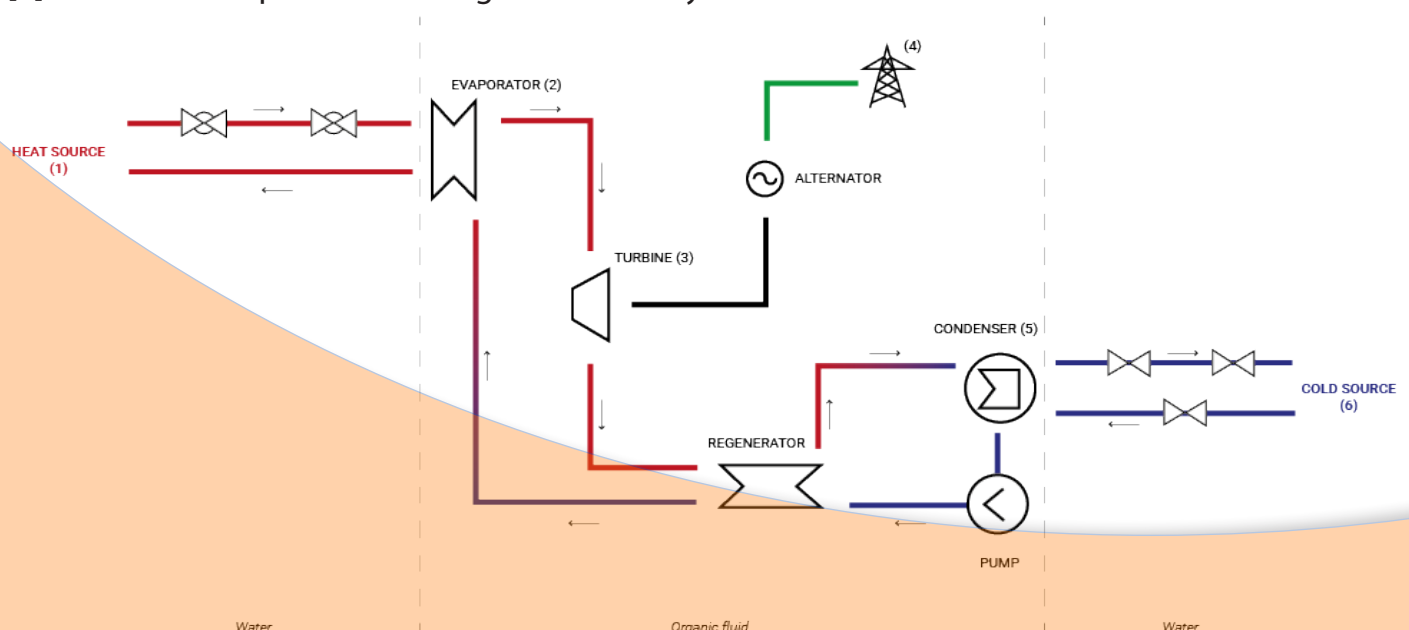 (4)
EVAPORATOR (2)
HEAT SOURCE
(1)
ALTERNATOR
TURBINE (3)
CONDENSER (5)
COLD SOURCE
(6)
REGENERATOR
PUMP
Water
Organic fluid
Water